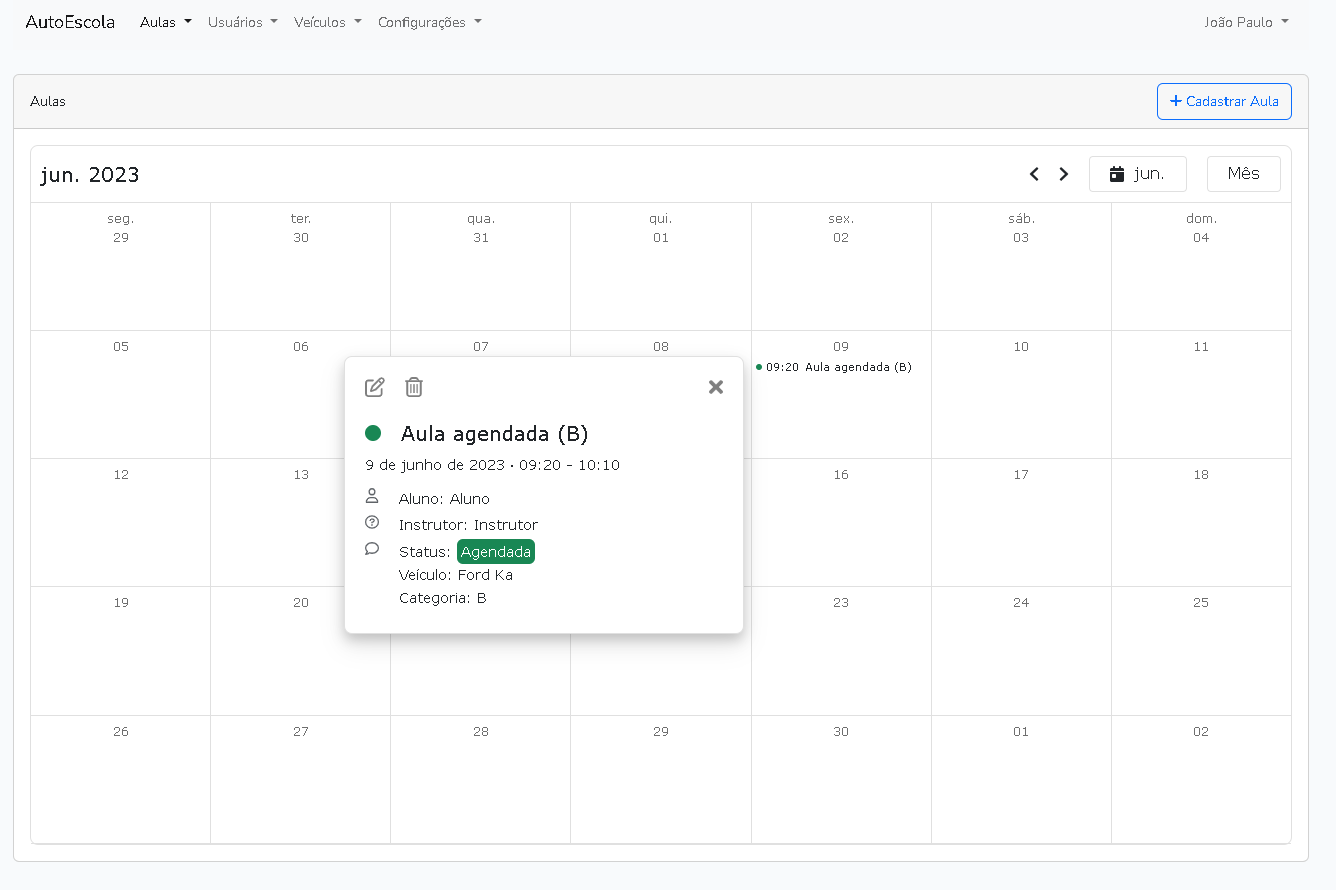 AutoEscola Aulas Usuários Veículos Configurações João Paulo
Aulas + Cadastrar Aula
jun. 2023 jun. Mês
seg. ter. qua. qui. sex. sáb. dom.
29 30 31 01 02 03 04
05 06 07 08 09 10 11
09:20 Aula agendada (B)
Aula agendada (B)
9 de junho de 2023 · 09:20 - 10:10
Aluno: Aluno
Instrutor: Instrutor
Status: Agendada
Veículo: Ford Ka
Categoria: B
12 13 16 17 18
19 20 23 24 25
26 27 28 29 30 01 02